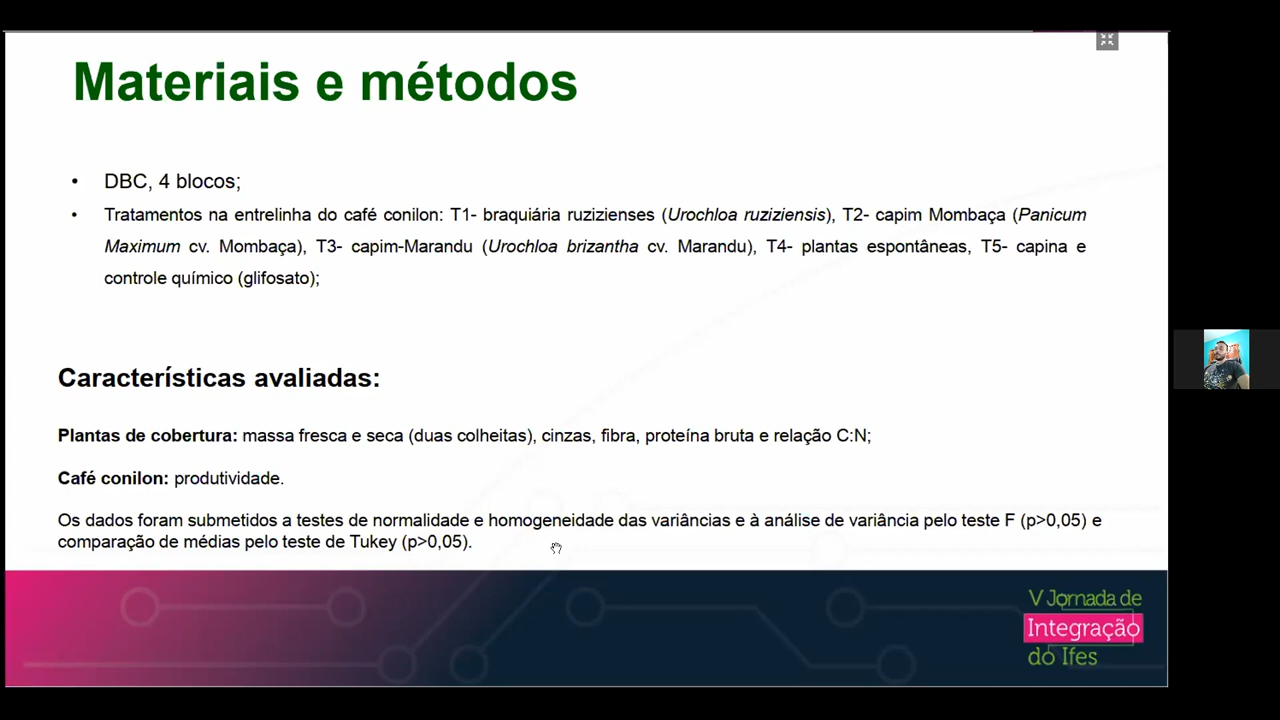 Materiais e métodos
• DBC, 4 blocos;
• Tratamentos na entrelinha do café conilon: T1- braquiária ruzizienses (Urochloa ruziziensis), T2- capim Mombaça (Panicum
Maximum cv. Mombaça), T3- capim-Marandu (Urochloa brizantha cv. Marandu), T4- plantas espontâneas, T5- capina e
controle químico (glifosato);
Características avaliadas:
Plantas de cobertura: massa fresca e seca (duas colheitas), cinzas, fibra, proteína bruta e relação C:N;
Café conilon: produtividade.
Os dados foram submetidos a testes de normalidade e homogeneidade das variâncias e à análise de variância pelo teste F (p>0,05) e
comparação de médias pelo teste de Tukey (p>0,05).
V Jornada de
Integração
do Ifes